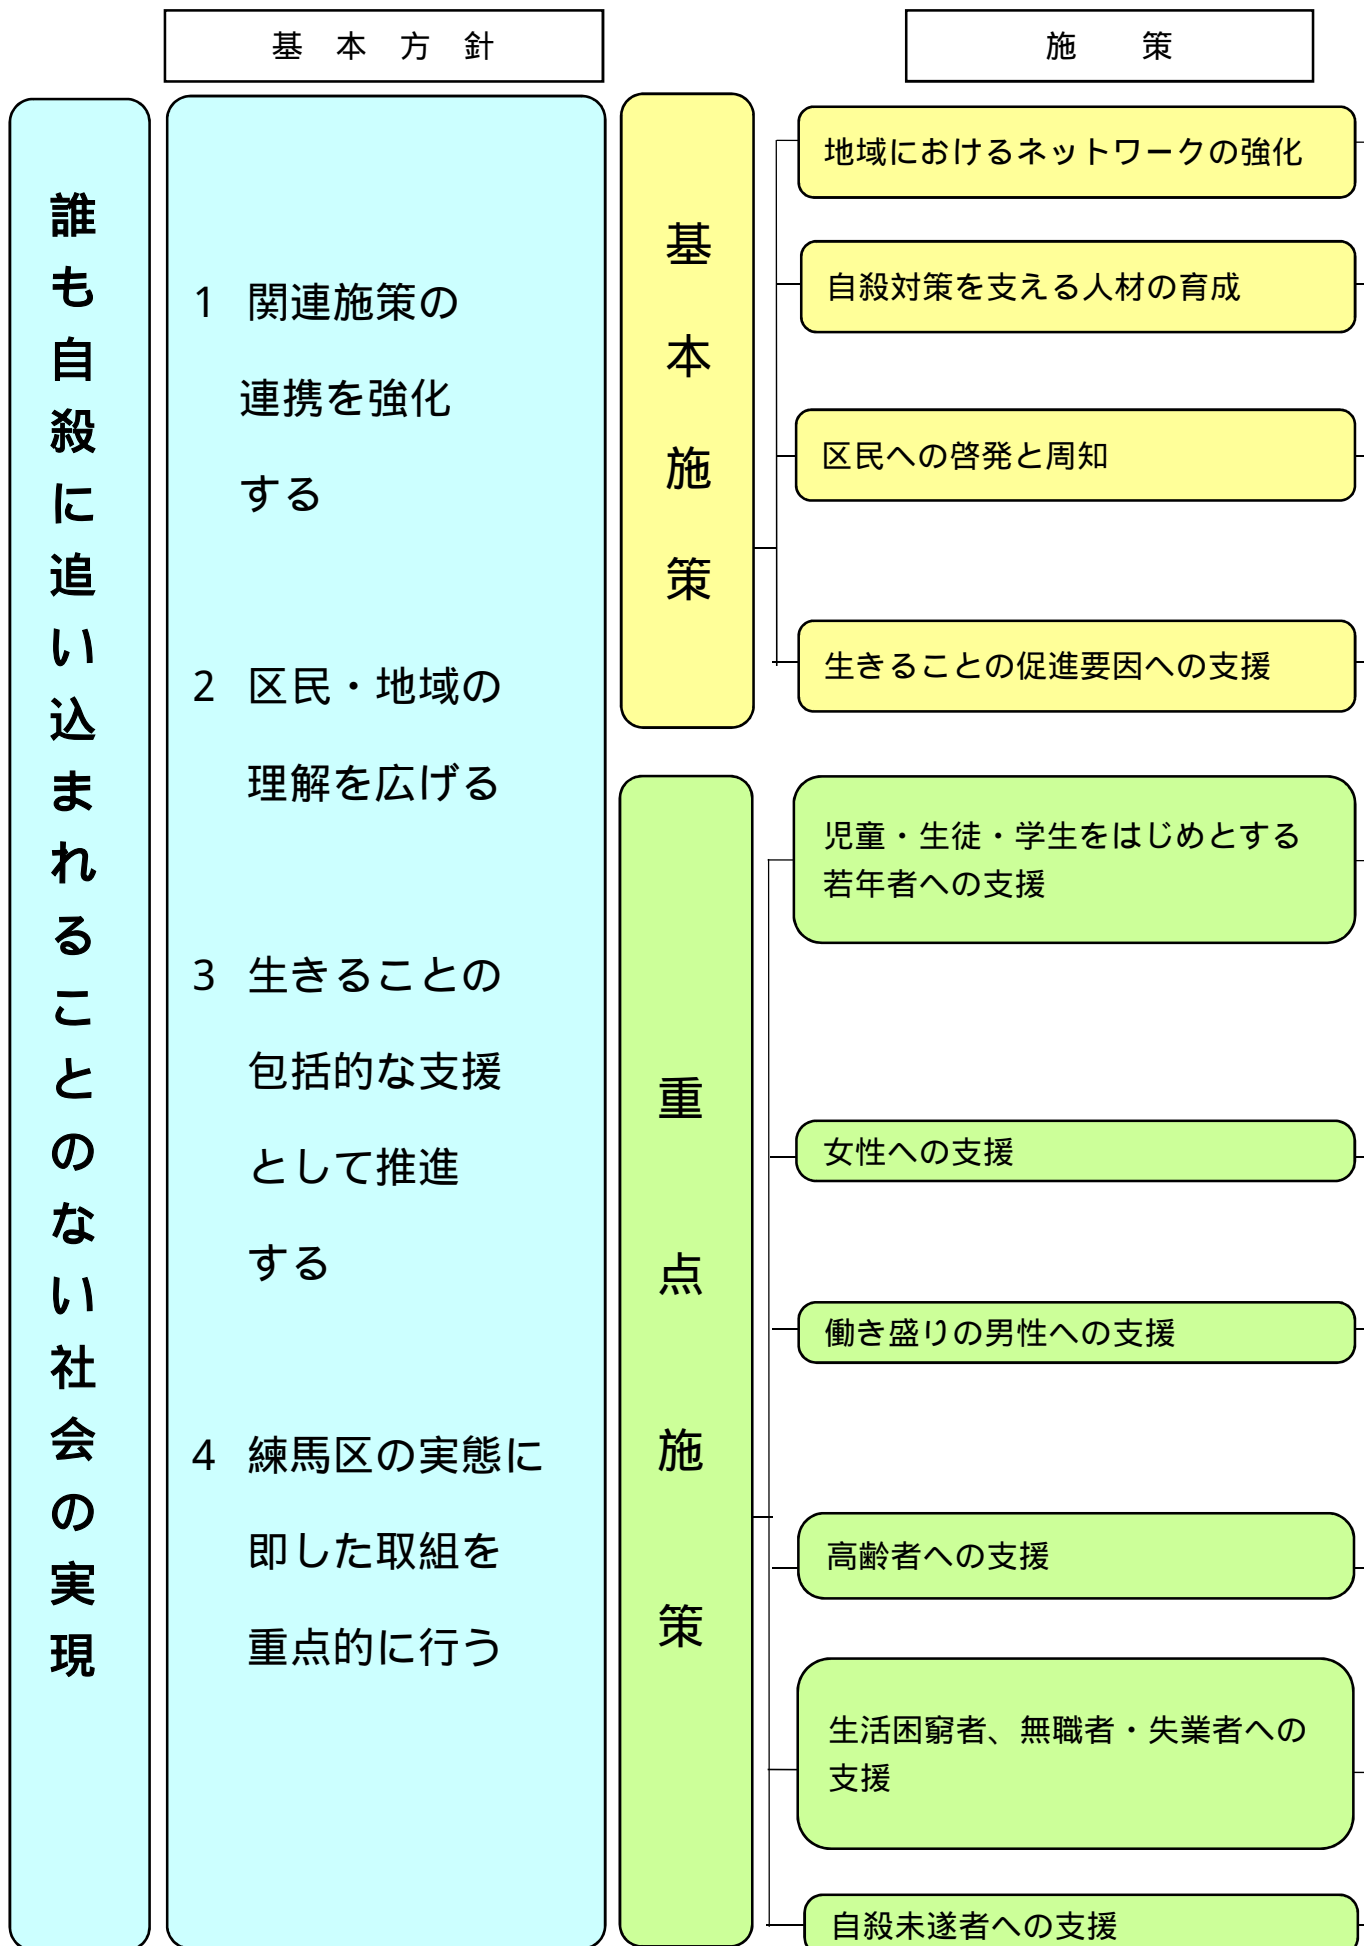 基本方針
施策
誰も自殺に追い込まれることのない社会の実現
1 関連施策の
連携を強化
する
2 区民・地域の
理解を広げる
3 生きることの
包括的な支援
として推進
する
4 練馬区の実態に
即した取組を
重点的に行う
基本施策
地域におけるネットワークの強化
自殺対策を支える人材の育成
区民への啓発と周知
生きることの促進要因への支援
重点施策
児童・生徒・学生をはじめとする
若年者への支援
女性への支援
働き盛りの男性への支援
高齢者への支援
生活困窮者、無職者・失業者への
支援
自殺未遂者への支援